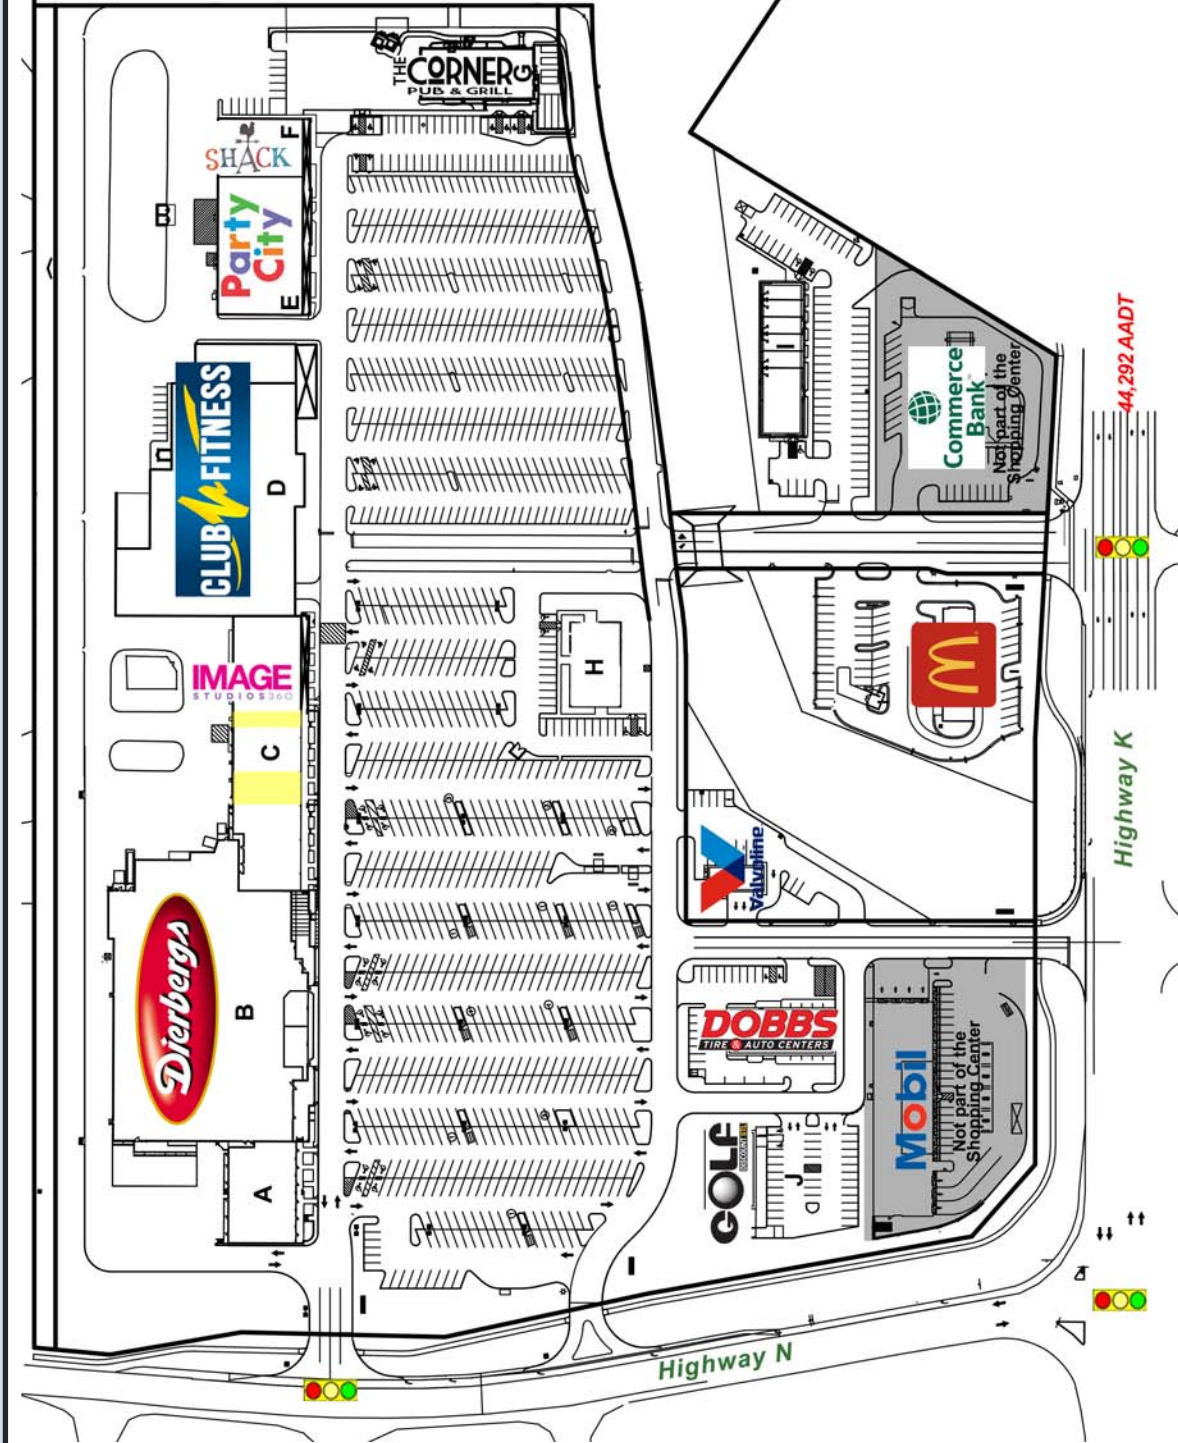 THE
CORNER
PUB & GRILL
G
F
SHACK
Party
City
E
CLUB FITNESS
D
Commerce
Bank
Not part of the
Shopping Center
I
44,292 AADT
H
IMAGE
STUDIOS360
C
M
Highway K
Valvoline
Dierbergs
B
DOBBS
TIRE & AUTO CENTERS
Mobil
Not part of the
Shopping Center
A
GOLF
J
Highway N